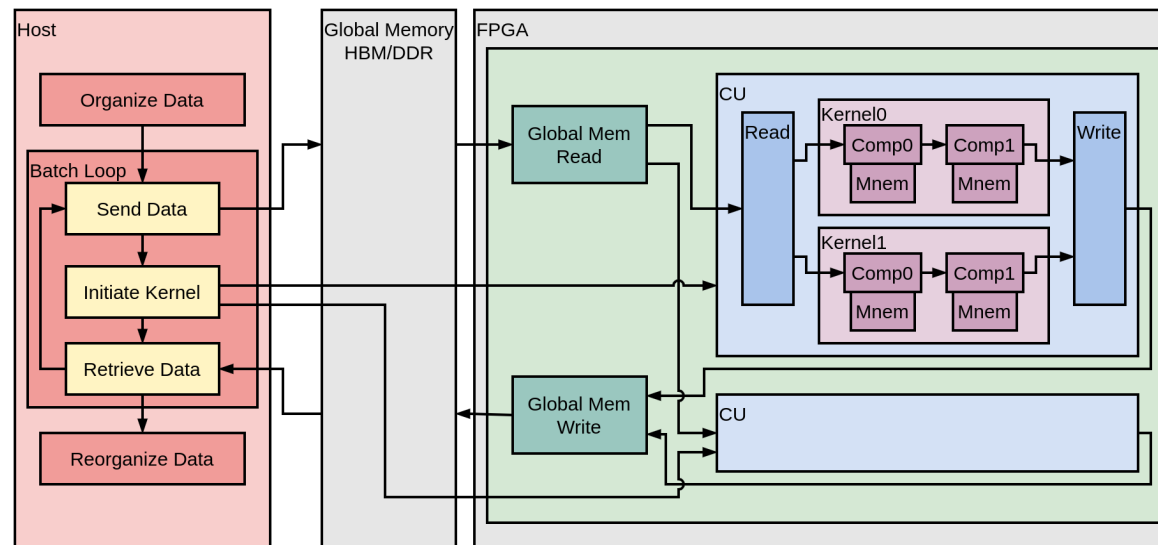 Host
Organize Data
Batch Loop
Send Data
Initiate Kernel
Retrieve Data
Reorganize Data
Global Memory
HBM/DDR
FPGA
Global Mem
Read
Global Mem
Write
CU
Read
Kernel0
Comp0
Mnem
Comp1
Mnem
Kernel1
Comp0
Mnem
Comp1
Mnem
Write
CU